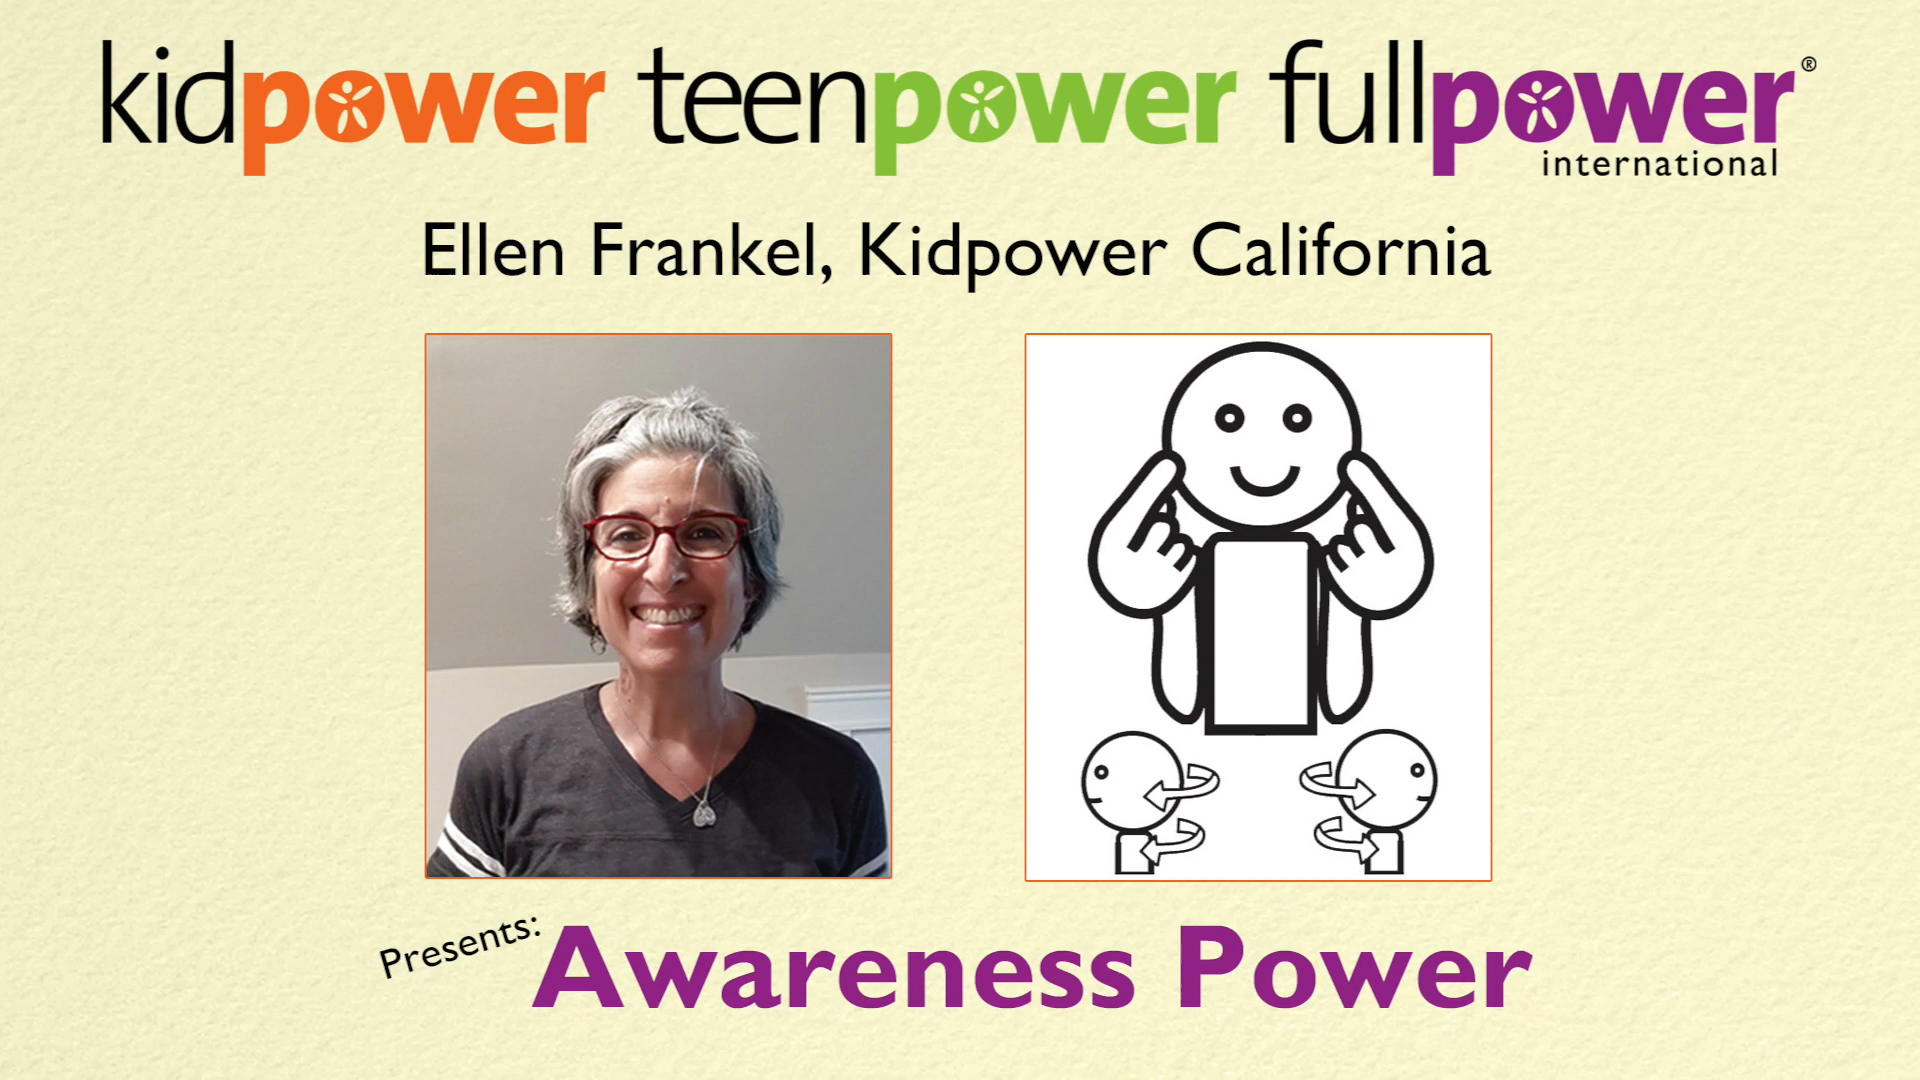 kidpower teenpower fullpower®
international
Ellen Frankel, Kidpower California
Presents:
Awareness Power